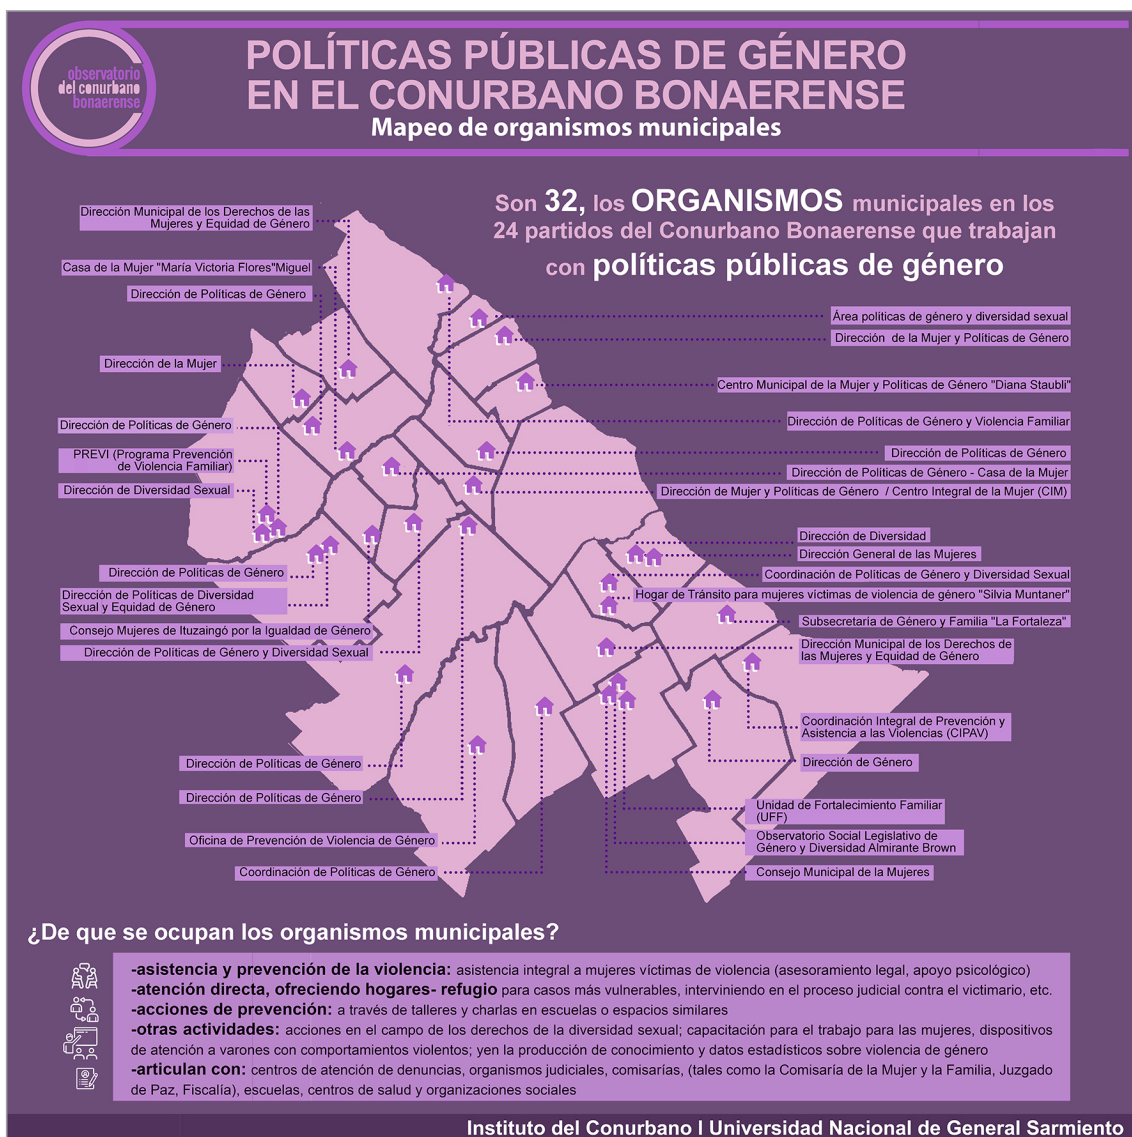 observatorio
del conurbano
bonaerense
POLÍTICAS PÚBLICAS DE GÉNERO
EN EL CONURBANO BONAERENSE
Mapeo de organismos municipales
Son 32, los ORGANISMOS municipales en los
24 partidos del Conurbano Bonaerense que trabajan
con políticas públicas de género
Dirección Municipal de los Derechos de las
Mujeres y Equidad de Género
Casa de la Mujer "María Victoria Flores"Miguel
Dirección de Políticas de Género
Dirección de la Mujer
Dirección de Políticas de Género
PREVI (Programa Prevención
de Violencia Familiar)
Dirección de Diversidad Sexual
Dirección de Políticas de Género
Dirección de Políticas de Diversidad
Sexual y Equidad de Género
Consejo Mujeres de Ituzaingó por la Igualdad de Género
Dirección de Políticas de Género y Diversidad Sexual
Dirección de Políticas de Género
Dirección de Políticas de Género
Oficina de Prevención de Violencia de Género
Coordinación de Políticas de Género
Área políticas de género y diversidad sexual
Dirección de la Mujer y Políticas de Género
Centro Municipal de la Mujer y Políticas de Género "Diana Staubli"
Dirección de Políticas de Género y Violencia Familiar
Dirección de Políticas de Género
Dirección de Políticas de Género - Casa de la Mujer
Dirección de Mujer y Políticas de Género / Centro Integral de la Mujer (CIM)
Dirección de Diversidad
Dirección General de las Mujeres
Coordinación de Políticas de Género y Diversidad Sexual
Hogar de Tránsito para mujeres víctimas de violencia de género "Silvia Muntaner"
Subsecretaría de Género y Familia "La Fortaleza"
Dirección Municipal de los Derechos de
las Mujeres y Equidad de Género
Coordinación Integral de Prevención y
Asistencia a las Violencias (CIPAV)
Dirección de Género
Unidad de Fortalecimiento Familiar
(UFF)
Observatorio Social Legislativo de
Género y Diversidad Almirante Brown
Consejo Municipal de la Mujeres
¿De que se ocupan los organismos municipales?
-asistencia y prevención de la violencia: asistencia integral a mujeres víctimas de violencia (asesoramiento legal, apoyo psicológico)
-atención directa, ofreciendo hogares- refugio para casos más vulnerables, interviniendo en el proceso judicial contra el victimario, etc.
-acciones de prevención: a través de talleres y charlas en escuelas o espacios similares
-otras actividades: acciones en el campo de los derechos de la diversidad sexual; capacitación para el trabajo para las mujeres, dispositivos
de atención a varones con comportamientos violentos; yen la producción de conocimiento y datos estadísticos sobre violencia de género
-articulan con: centros de atención de denuncias, organismos judiciales, comisarías, (tales como la Comisaría de la Mujer y la Familia, Juzgado
de Paz, Fiscalía), escuelas, centros de salud y organizaciones sociales
Instituto del Conurbano I Universidad Nacional de General Sarmiento